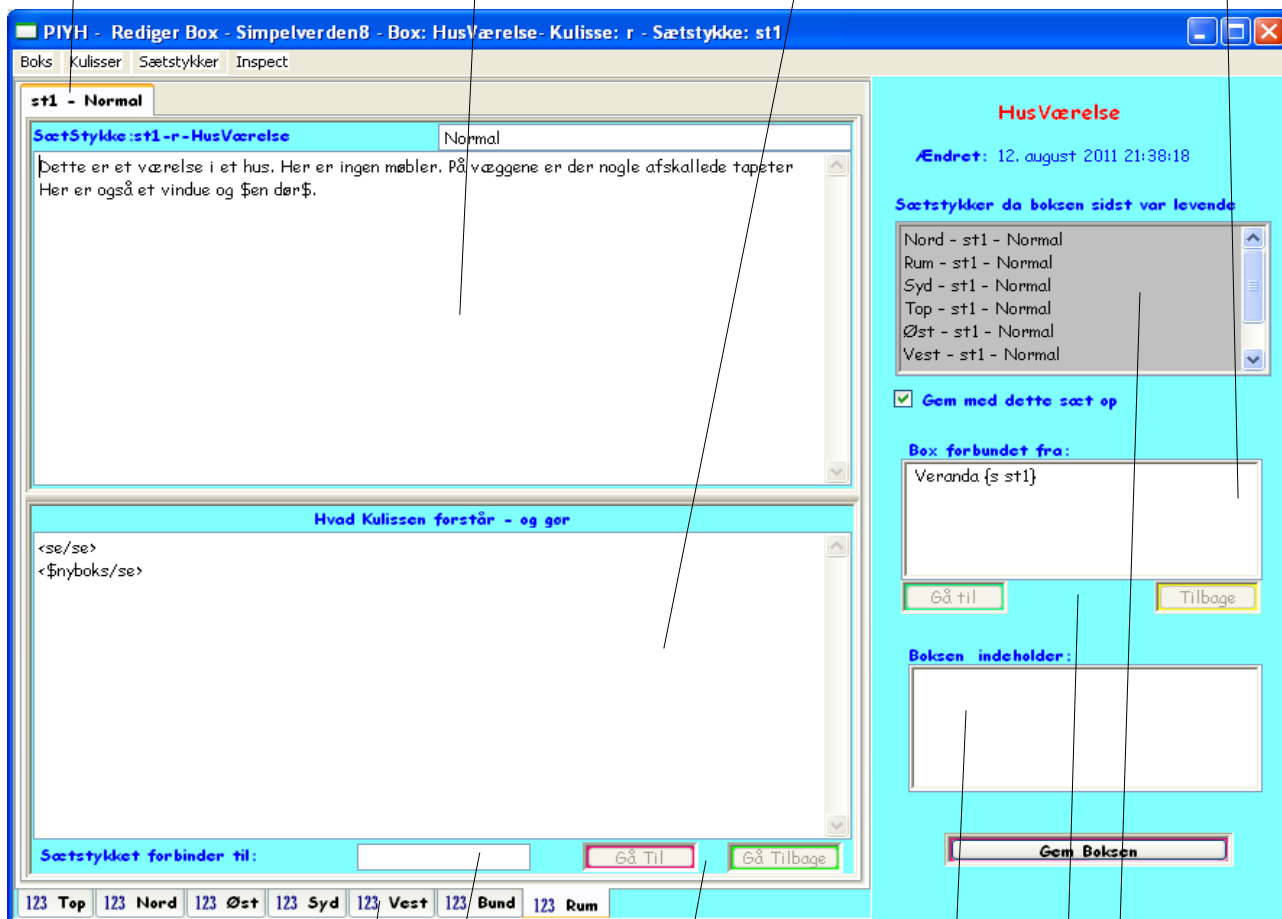 PIYH - Rediger Box - Simpelverden8 - Box: HusVærelse- Kulisse: r - Sætstykke: st1
Boks Kulisser Sætstykker Inspect
st1 - Normal
SætStykke:st1-r-HusVærelse
Normal
Dette er et værelse i et hus. Her er ingen møbler. På væggene er der nogle afskallede tapeter
Her er også et vindue og $en dør$.
Hvad Kulissen forstår - og gør
<se/se>
<$nyboks/se>
Sætstykket forbinder til:
Gå Til
Gå Tilbage
123 Top 123 Nord 123 Øst 123 Syd 123 Vest 123 Bund 123 Rum
HusVærelse
Ændret: 12. august 2011 21:38:18
Sætstykker da boksen sidst var levende
Nord - st1 - Normal
Rum - st1 - Normal
Syd - st1 - Normal
Top - st1 - Normal
Øst - st1 - Normal
Vest - st1 - Normal
Gem med dette sæt op
Box forbundet fra:
Veranda {s st1}
Gå til
Tilbage
Boksen indeholder:
Gem Boksen